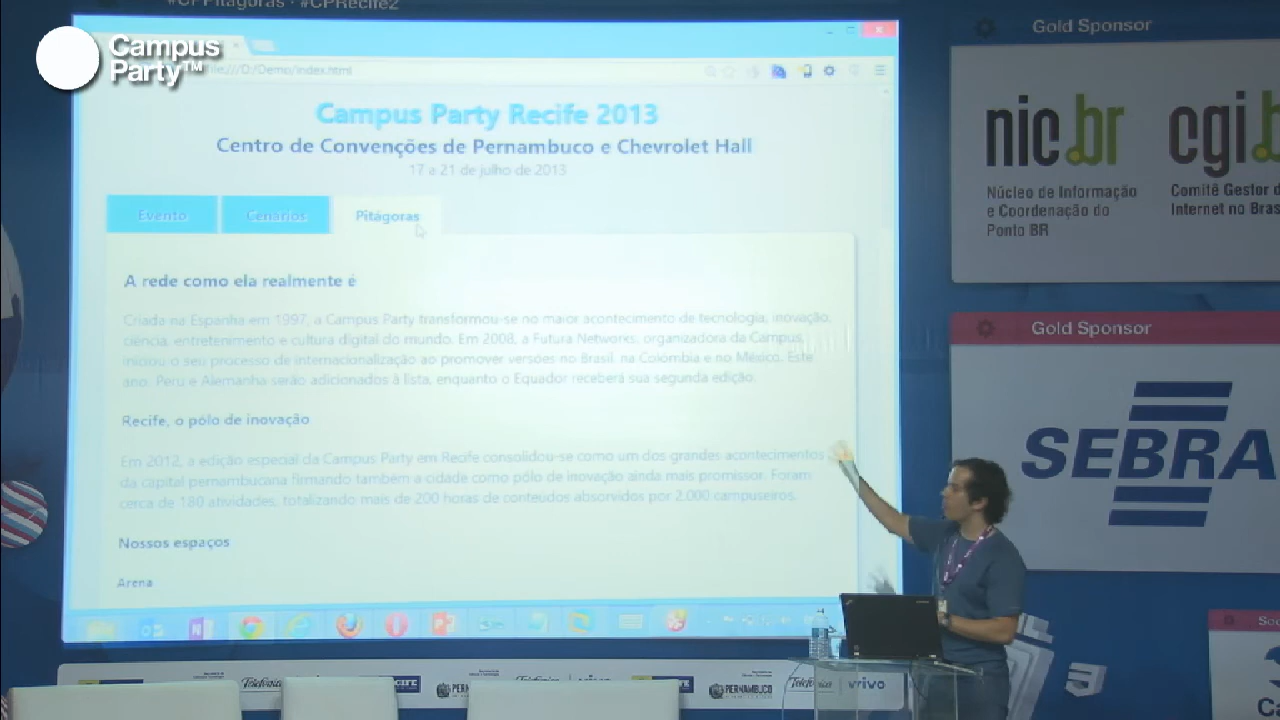 #CPPitagoras - #CPRecife2
Campus
Party™
file:///D:/Demo/index.html
Campus Party Recife 2013
Centro de Convenções de Pernambuco e Chevrolet Hall
17 a 21 de julho de 2013
Evento
Cenários
Pitágoras
A rede como ela realmente é
Criada na Espanha em 1997, a Campus Party transformou-se no maior acontecimento de tecnologia, inovação,
ciência, entretenimento e cultura digital do mundo. Em 2008, a Futura Networks, organizadora da Campus,
iniciou o seu processo de internacionalização ao promover versões no Brasil, na Colômbia e no México. Este
ano, Peru e Alemanha serão adicionados à lista, enquanto o Equador receberá sua segunda edição.
Recife, o pólo de inovação
Em 2012, a edição especial da Campus Party em Recife consolidou-se como um dos grandes acontecimentos
da capital pernambucana firmando também a cidade como pólo de inovação ainda mais promissor. Foram
cerca de 180 atividades, totalizando mais de 200 horas de conteúdos absorvidos por 2.000 campuseiros.
Nossos espaços
Arena
Gold Sponsor
nic.br
Núcleo de Informação
e Coordenação do
Ponto BR
cgi.b
Comitê Gestor d
Internet no Bras
Gold Sponsor
SEBRA
Telefônica
PERNAMBUCO
Telefônica
vivo